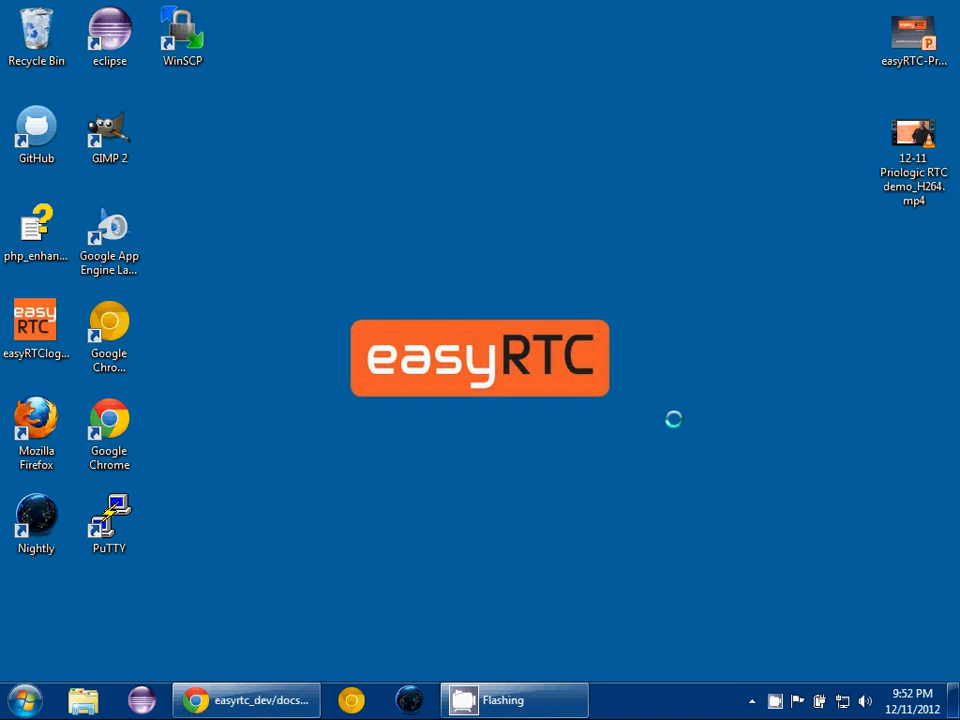 Recycle Bin
eclipse
WinSCP
easyRTC-Pr...
GitHub
GIMP 2
12-11
Priologic RTC
demo_H264.
mp4
php_enhan...
Google App
Engine La...
easy
RTC
easyRTClog...
Google
Chro...
easyRTC
Mozilla
Firefox
Google
Chrome
Nightly
PuTTY
easyrtc_dev/docs...
Flashing
9:52 PM
12/11/2012